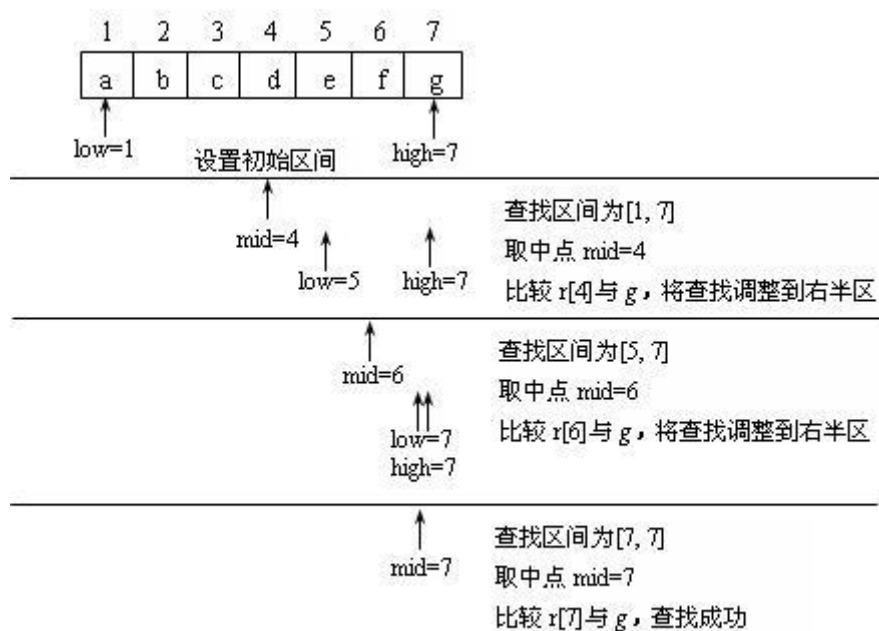 1 2 3 4 5 6 7
a b c d e f g
low=1
设置初始区间
high=7
mid=4
low=5
high=7
查找区间为[1, 7]
取中点 mid=4
比较 r[4]与 g，将查找调整到右半区
mid=6
low=7
high=7
查找区间为[5, 7]
取中点 mid=6
比较 r[6]与 g，将查找调整到右半区
mid=7
查找区间为[7, 7]
取中点 mid=7
比较 r[7]与 g，查找成功